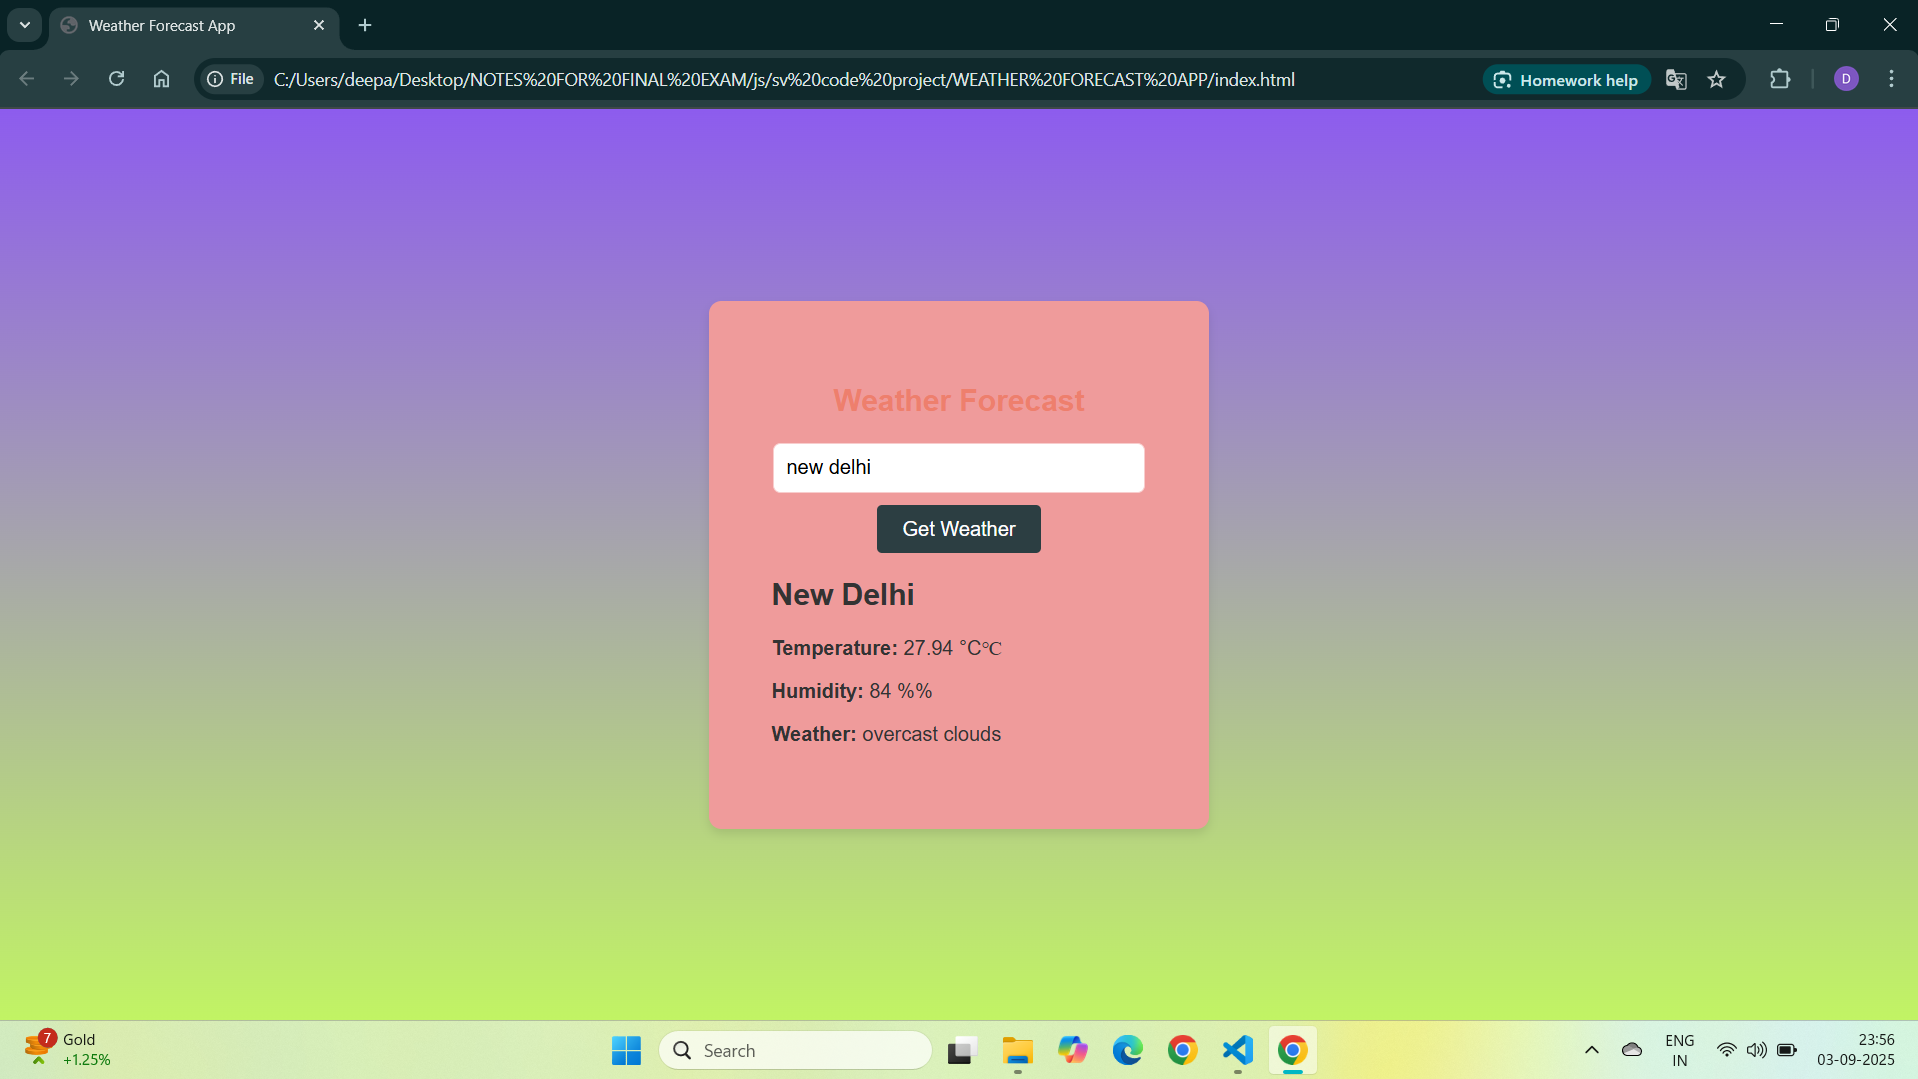 Weather Forecast App
File
C:/Users/deepa/Desktop/NOTES%20FOR%20FINAL%20EXAM/js/sv%20code%20project/WEATHER%20FORECAST%20APP/index.html
Homework help
D
Weather Forecast
new delhi
Get Weather
New Delhi
Temperature: 27.94 °C℃
Humidity: 84 %%
Weather: overcast clouds
7
Gold
+1.25%
Search
ENG
IN
23:56
03-09-2025